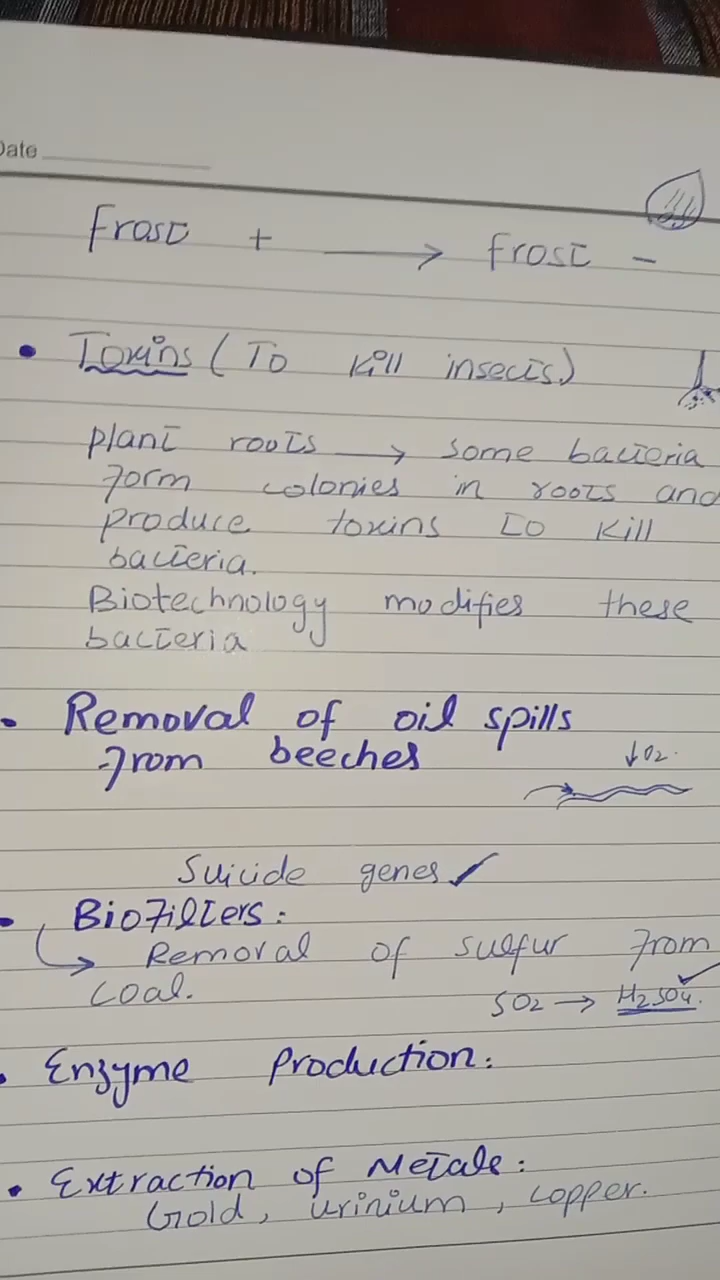 Date
Frost + → frost -
• Toxins (To kill insects)
plant roots → some bacteria
form colonies in roots and
produce toxins to kill
bacteria.
Biotechnology modifies these
bacteria
• Removal of oil spills
from beeches
↓O2.
Suicide genes ✓
• BioFilters:
↳ Removal of sulfur from
coal.
SO2 → H2SO4. ✓
• Enzyme Production:
• Extraction of Metals:
Gold, urinium, copper.